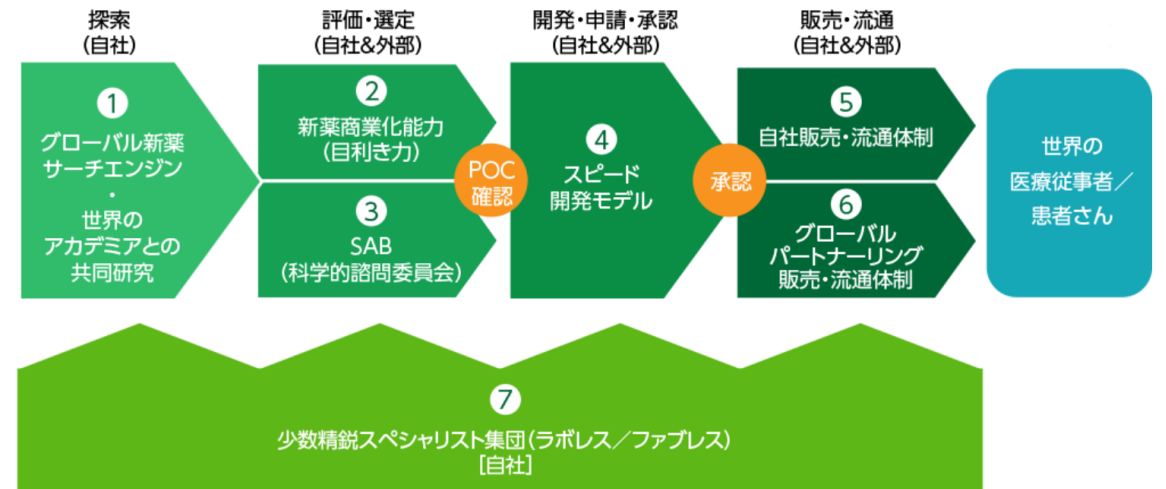 探索
(自社)
評価・選定
(自社&外部)
開発・申請・承認
(自社&外部)
販売・流通
(自社&外部)
1
グローバル新薬
サーチエンジン
・
世界の
アカデミアとの
共同研究
2
新薬商業化能力
(目利き力)
3
SAB
(科学的諮問委員会)
POC
確認
4
スピード
開発モデル
承認
5
自社販売・流通体制
6
グローバル
パートナーリング
販売・流通体制
世界の
医療従事者／
患者さん
7
少数精鋭スペシャリスト集団(ラボレス／ファブレス)
[自社]